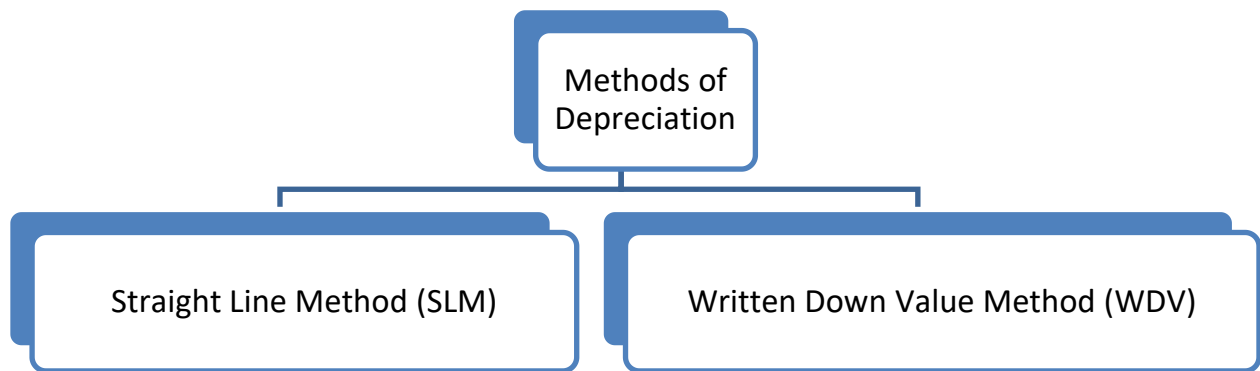 Methods of
Depreciation
Straight Line Method (SLM)
Written Down Value Method (WDV)